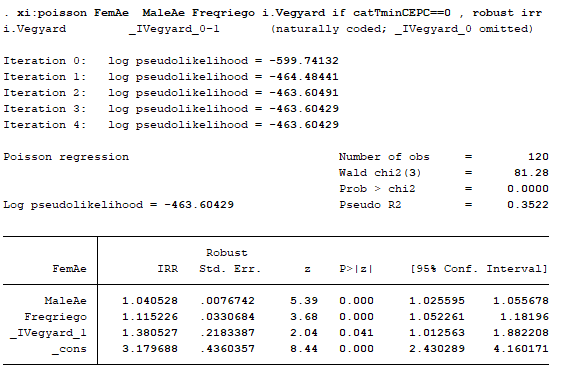 . xi:poisson FemAe  MaleAe Freqriego i.Vegyard if catTminCEPC==0 , robust irr
i.Vegyard         _IVegyard_0-1       (naturally coded; _IVegyard_0 omitted)
Iteration 0:   log pseudolikelihood = -599.74132
Iteration 1:   log pseudolikelihood = -464.48441
Iteration 2:   log pseudolikelihood = -463.60491
Iteration 3:   log pseudolikelihood = -463.60429
Iteration 4:   log pseudolikelihood = -463.60429
Poisson regression                              Number of obs     =        120
Wald chi2(3)      =      81.28
Prob > chi2       =     0.0000
Log pseudolikelihood = -463.60429               Pseudo R2         =     0.3522
Robust
FemAe        IRR   Std. Err.      z    P>|z|     [95% Conf. Interval]
MaleAe   1.040528   .0076742     5.39   0.000     1.025595    1.055678
Freqriego   1.115226   .0330684     3.68   0.000     1.052261     1.18196
_IVegyard_1   1.380527   .2184387     2.04   0.041     1.012563    1.882208
_cons   3.179688   .4360357     8.44   0.000     2.430289    4.160171